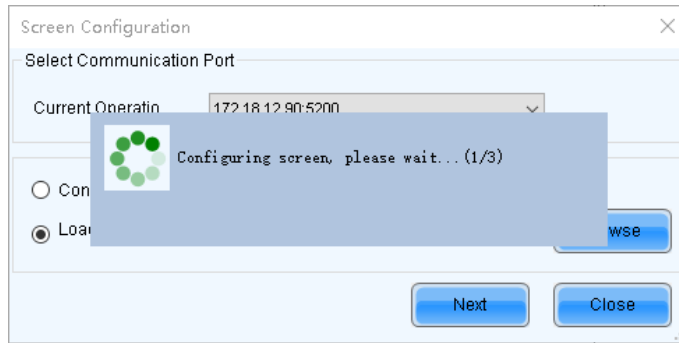 Screen Configuration
Select Communication Port
Current Operatio 172.18.12.90:5200
Configuring screen, please wait...(1/3)
Con
Load
wse
Next
Close